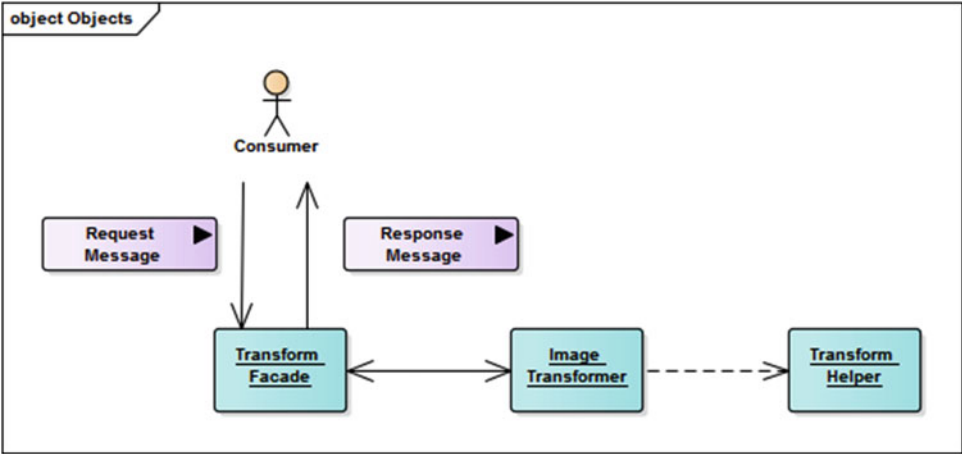 object Objects
Consumer
Request
Message
Response
Message
Transform
Facade
Image
Transformer
Transform
Helper